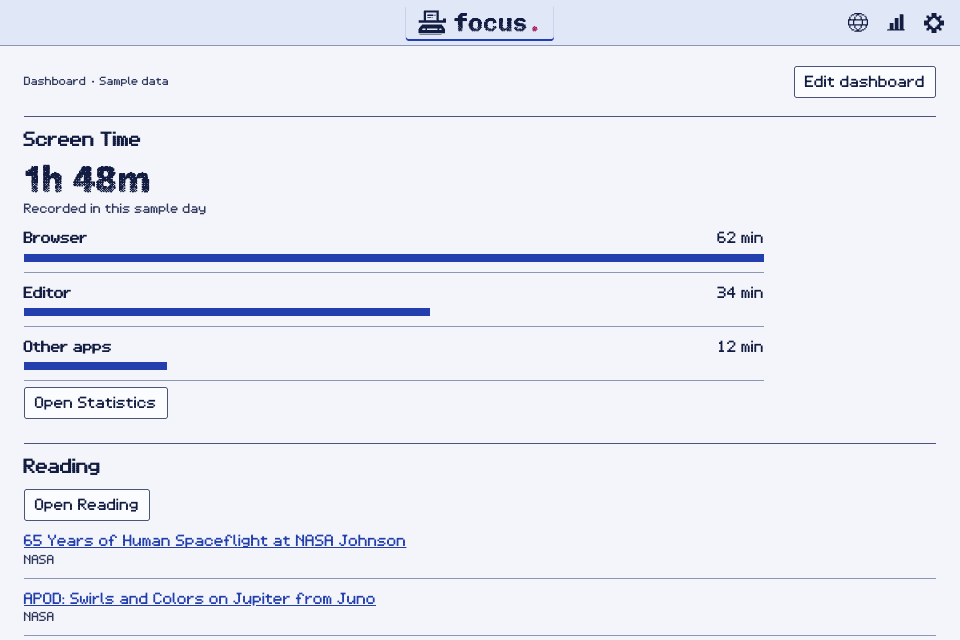 focus.
Dashboard · Sample data
Edit dashboard
Screen Time
1h 48m
Recorded in this sample day
Browser 62 min
Editor 34 min
Other apps 12 min
Open Statistics
Reading
Open Reading
65 Years of Human Spaceflight at NASA Johnson
NASA
APOD: Swirls and Colors on Jupiter from Juno
NASA